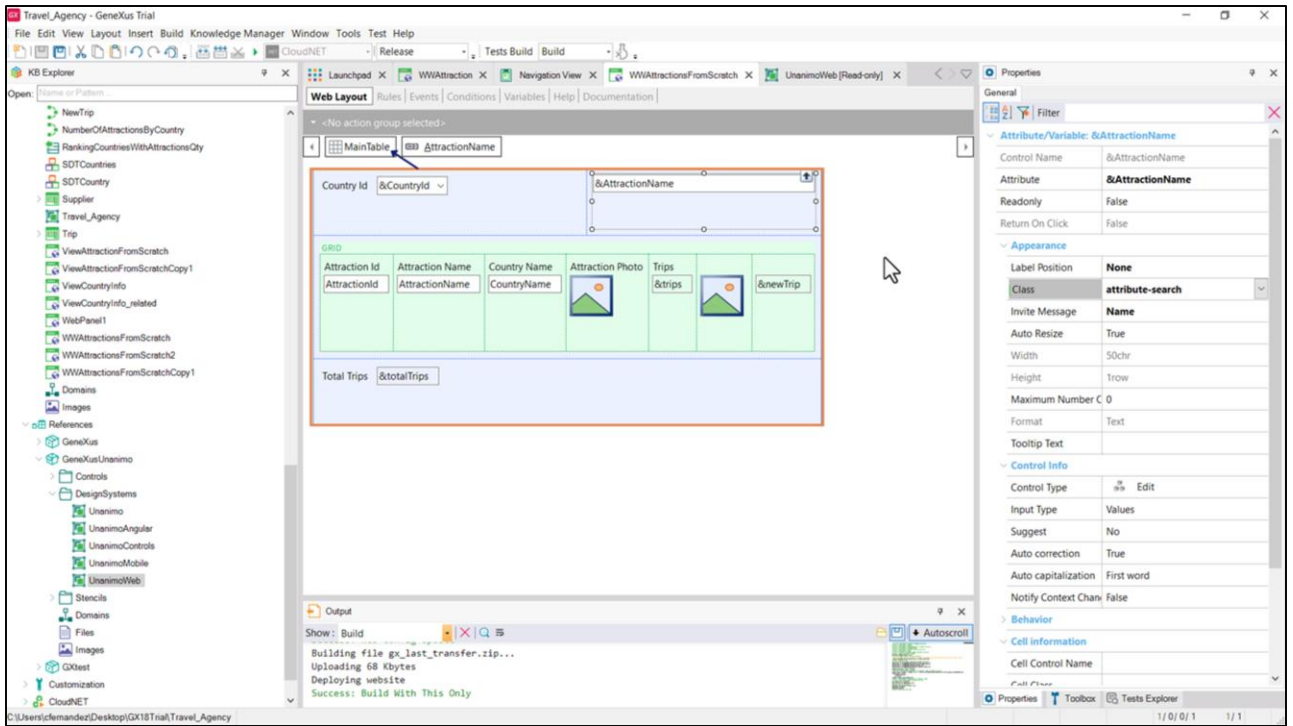 GX Travel_Agency - GeneXus Trial
File Edit View Layout Insert Build Knowledge Manager Window Tools Test Help
CloudNET Release Tests Build Build
KB Explorer
Open: Name or Pattern...
NewTrip
NumberOfAttractionsByCountry
RankingCountriesWithAttractionsQty
SDTCountries
SDTCountry
Supplier
Travel_Agency
Trip
ViewAttractionFromScratch
ViewAttractionFromScratchCopy1
ViewCountryInfo
ViewCountryInfo_related
WebPanel1
WWAttractionsFromScratch
WWAttractionsFromScratch2
WWAttractionsFromScratchCopy1
Domains
Images
References
GeneXus
GeneXusUnanimo
Controls
DesignSystems
Unanimo
UnanimoAngular
UnanimoControls
UnanimoMobile
UnanimoWeb
Stencils
Domains
Files
Images
GXtest
Customization
CloudNET
Launchpad X WWAttraction X Navigation View X WWAttractionsFromScratch X UnanimoWeb [Read-only] X
Web Layout Rules Events Conditions Variables Help Documentation
<No action group selected>
MainTable AttractionName
Country Id &CountryId &AttractionName
GRID
Attraction Id Attraction Name Country Name Attraction Photo Trips
AttractionId AttractionName CountryName &trips &newTrip
Total Trips &totalTrips
Output
Show: Build Autoscroll
Building file gx_last_transfer.zip...
Uploading 68 Kbytes
Deploying website
Success: Build With This Only
Properties
General
Filter
Attribute/Variable: &AttractionName
Control Name &AttractionName
Attribute &AttractionName
Readonly False
Return On Click False
Appearance
Label Position None
Class attribute-search
Invite Message Name
Auto Resize True
Width 50chr
Height 1row
Maximum Number C 0
Format Text
Tooltip Text
Control Info
Control Type Edit
Input Type Values
Suggest No
Auto correction True
Auto capitalization First word
Notify Context Chan False
Behavior
Cell information
Cell Control Name
Cell Class
Properties Toolbox Tests Explorer
C:\Users\cfernandez\Desktop\GX18Trial\Travel_Agency 1/0/0/1 1/1